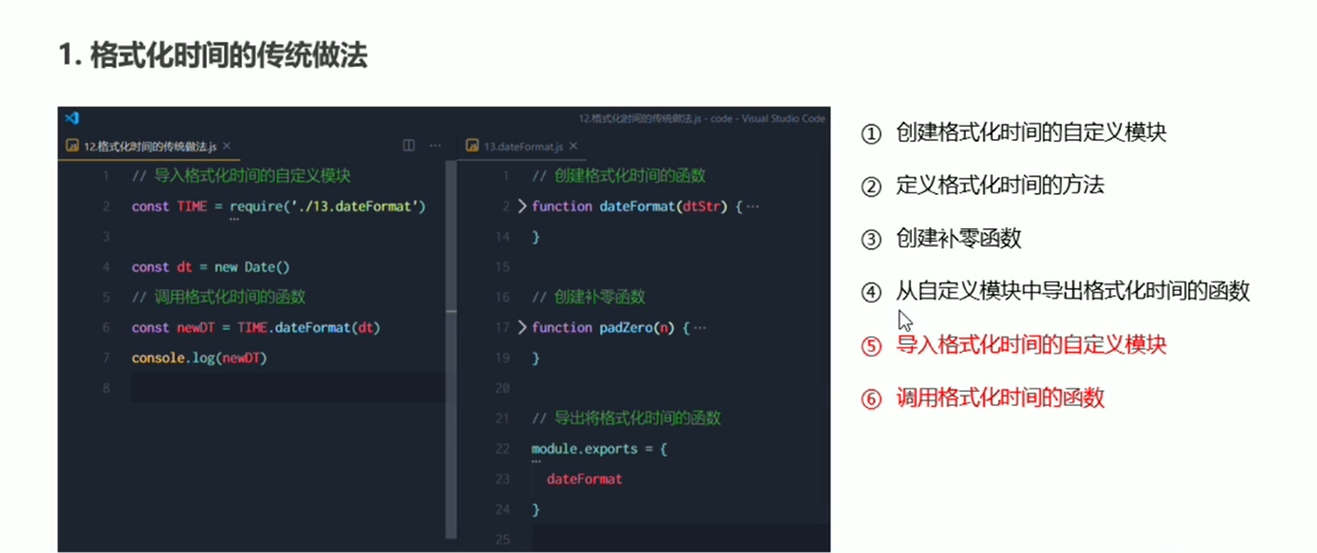 1. 格式化时间的传统做法
12.格式化时间的传统做法.js - code - Visual Studio Code
12.格式化时间的传统做法.js ×
1 // 导入格式化时间的自定义模块
2 const TIME = require('./13.dateFormat')
3
4 const dt = new Date()
5 // 调用格式化时间的函数
6 const newDT = TIME.dateFormat(dt)
7 console.log(newDT)
8
13.dateFormat.js ×
1 // 创建格式化时间的函数
2 function dateFormat(dtStr) { ···
14 }
15
16 // 创建补零函数
17 function padZero(n) { ···
19 }
20
21 // 导出将格式化时间的函数
22 module.exports = {
23 dateFormat
24 }
25
① 创建格式化时间的自定义模块
② 定义格式化时间的方法
③ 创建补零函数
④ 从自定义模块中导出格式化时间的函数
⑤ 导入格式化时间的自定义模块
⑥ 调用格式化时间的函数